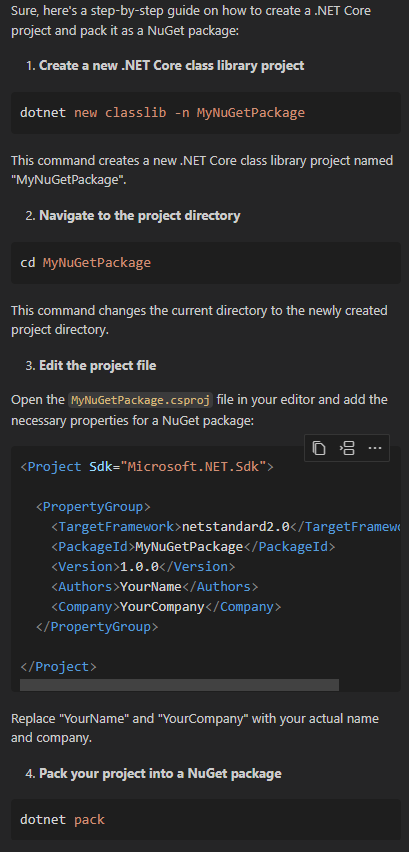 Sure, here's a step-by-step guide on how to create a .NET Core
project and pack it as a NuGet package:
1. Create a new .NET Core class library project
dotnet new classlib -n MyNuGetPackage
This command creates a new .NET Core class library project named
"MyNuGetPackage".
2. Navigate to the project directory
cd MyNuGetPackage
This command changes the current directory to the newly created
project directory.
3. Edit the project file
Open the MyNuGetPackage.csproj file in your editor and add the
necessary properties for a NuGet package:
<Project Sdk="Microsoft.NET.Sdk">
<PropertyGroup>
<TargetFramework>netstandard2.0</TargetFramew
<PackageId>MyNuGetPackage</PackageId>
<Version>1.0.0</Version>
<Authors>YourName</Authors>
<Company>YourCompany</Company>
</PropertyGroup>
</Project>
Replace "YourName" and "YourCompany" with your actual name
and company.
4. Pack your project into a NuGet package
dotnet pack